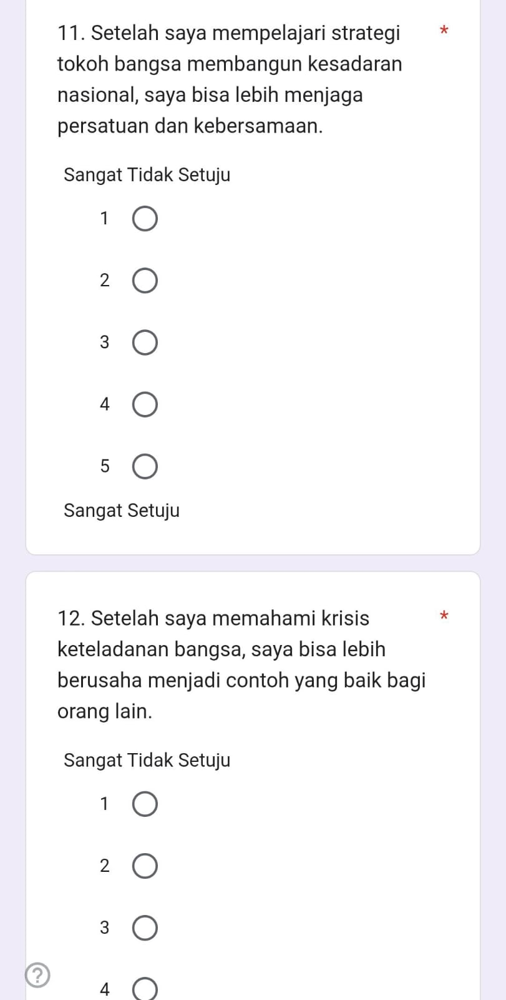 11. Setelah saya mempelajari strategi *
tokoh bangsa membangun kesadaran
nasional, saya bisa lebih menjaga
persatuan dan kebersamaan.
Sangat Tidak Setuju
1
2
3
4
5
Sangat Setuju
12. Setelah saya memahami krisis *
keteladanan bangsa, saya bisa lebih
berusaha menjadi contoh yang baik bagi
orang lain.
Sangat Tidak Setuju
1
2
3
?
4